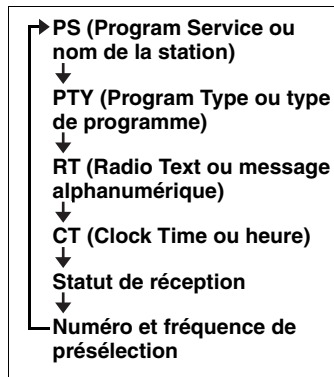 PS (Program Service ou
nom de la station)
PTY (Program Type ou type
de programme)
RT (Radio Text ou message
alphanumérique)
CT (Clock Time ou heure)
Statut de réception
Numéro et fréquence de
présélection